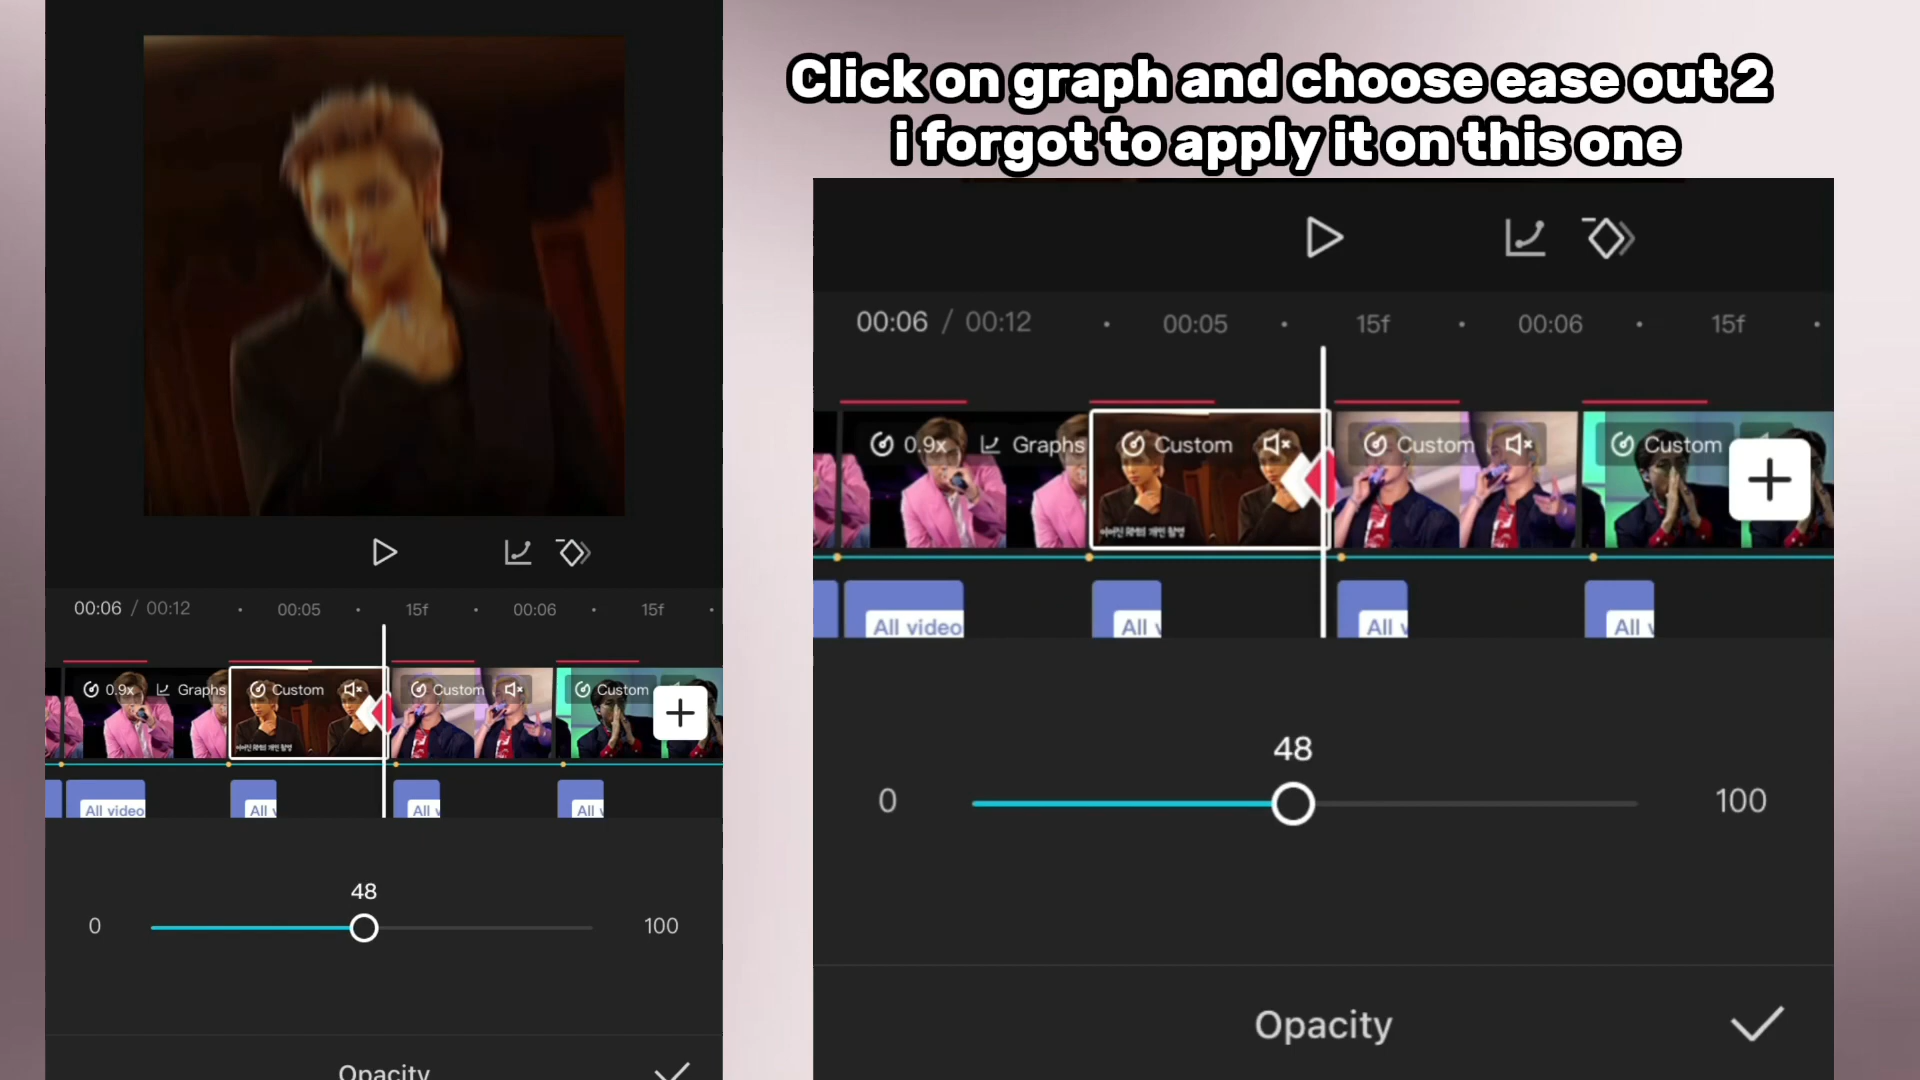 Click on graph and choose ease out 2
i forgot to apply it on this one
00:06 / 00:12 00:05 15f 00:06 15f
0.9x Graphs Custom Custom Custom
All video All All All
48
0 100
Opacity
00:06 / 00:12 00:05 15f 00:06 15f
0.9x Graphs Custom Custom Custom
All video All All All
48
0 100
Opacity